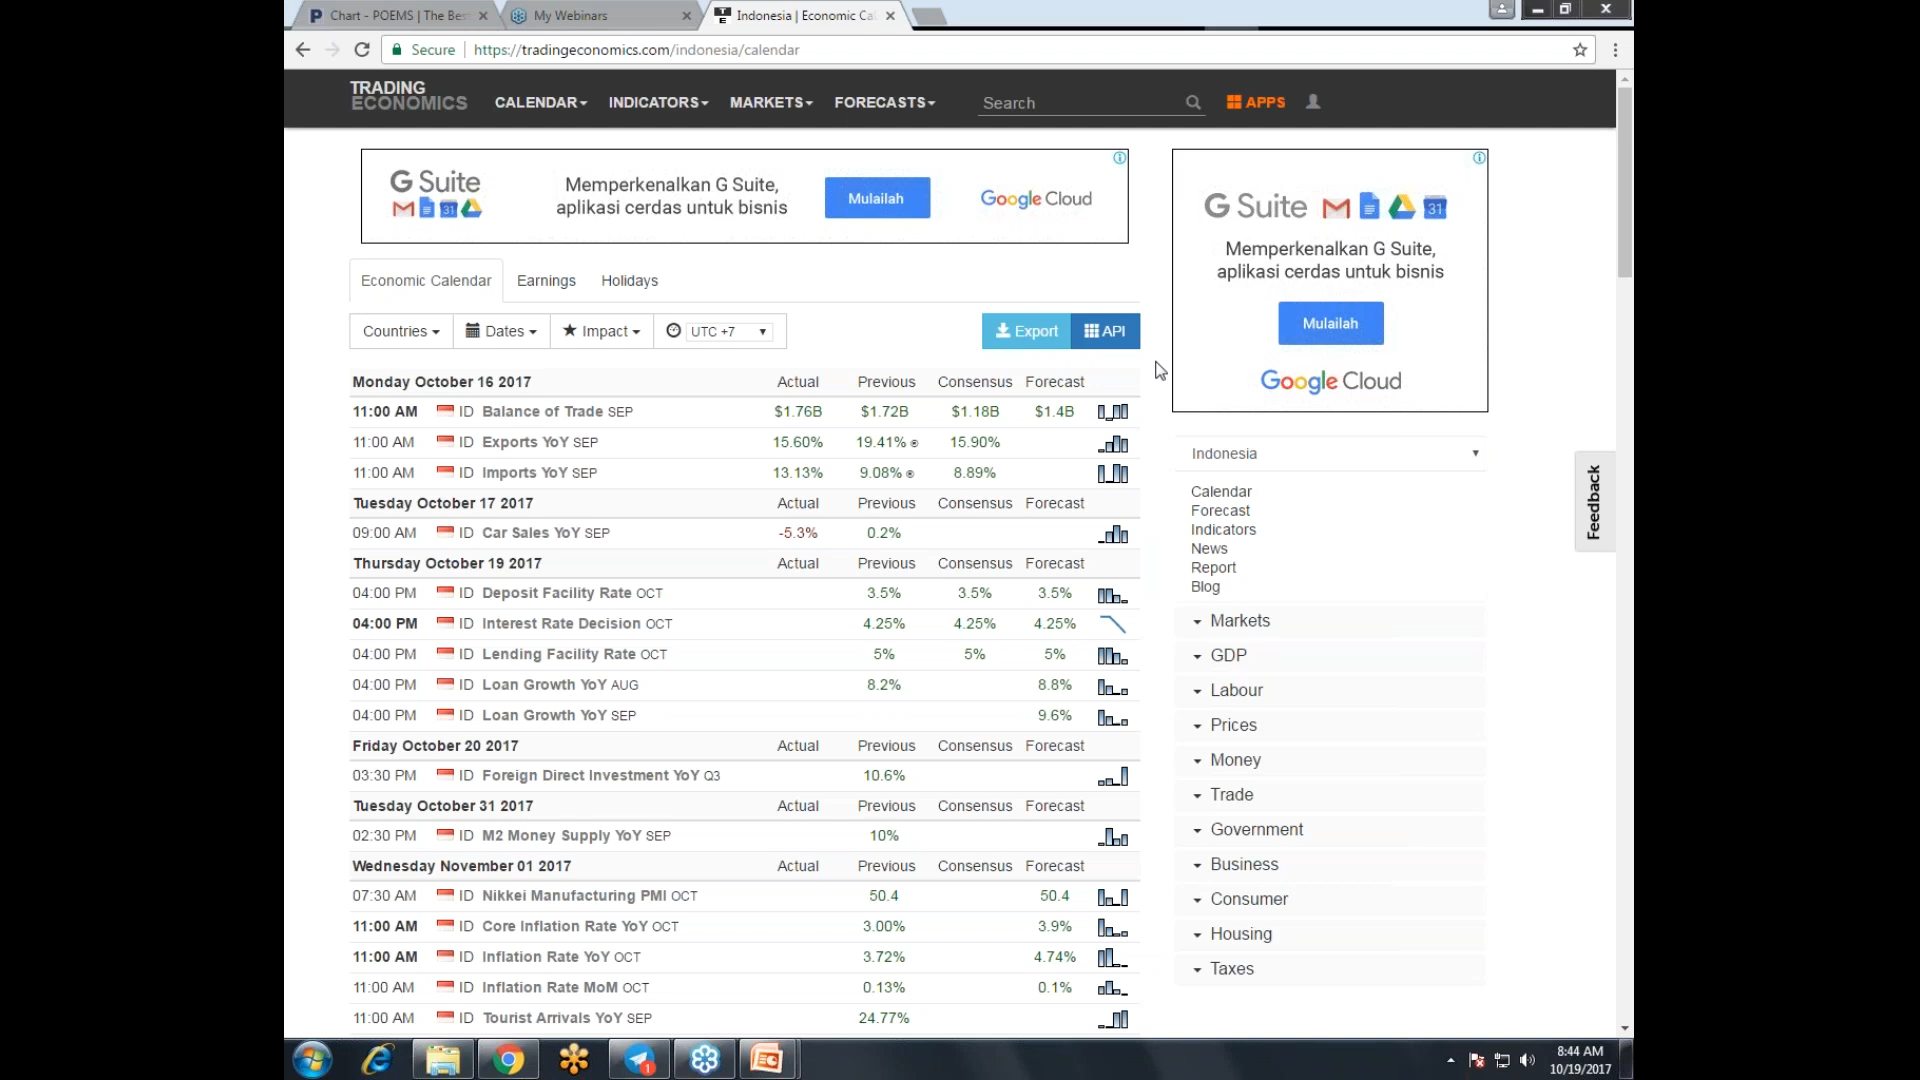 Chart - POEMS | The Bes
My Webinars
Indonesia | Economic Ca
Secure
https://tradingeconomics.com/indonesia/calendar
TRADING
ECONOMICS
CALENDAR
INDICATORS
MARKETS
FORECASTS
Search
APPS
G Suite
Memperkenalkan G Suite,
aplikasi cerdas untuk bisnis
Mulailah
Google Cloud
G Suite
31
Memperkenalkan G Suite,
aplikasi cerdas untuk bisnis
Mulailah
Google Cloud
Economic Calendar Earnings Holidays
Countries Dates Impact UTC +7 Export API
Monday October 16 2017 Actual Previous Consensus Forecast
11:00 AM ID Balance of Trade SEP $1.76B $1.72B $1.18B $1.4B
11:00 AM ID Exports YoY SEP 15.60% 19.41% ® 15.90%
11:00 AM ID Imports YoY SEP 13.13% 9.08% ® 8.89%
Tuesday October 17 2017 Actual Previous Consensus Forecast
09:00 AM ID Car Sales YoY SEP -5.3% 0.2%
Thursday October 19 2017 Actual Previous Consensus Forecast
04:00 PM ID Deposit Facility Rate OCT 3.5% 3.5% 3.5%
04:00 PM ID Interest Rate Decision OCT 4.25% 4.25% 4.25%
04:00 PM ID Lending Facility Rate OCT 5% 5% 5%
04:00 PM ID Loan Growth YoY AUG 8.2% 8.8%
04:00 PM ID Loan Growth YoY SEP 9.6%
Friday October 20 2017 Actual Previous Consensus Forecast
03:30 PM ID Foreign Direct Investment YoY Q3 10.6%
Tuesday October 31 2017 Actual Previous Consensus Forecast
02:30 PM ID M2 Money Supply YoY SEP 10%
Wednesday November 01 2017 Actual Previous Consensus Forecast
07:30 AM ID Nikkei Manufacturing PMI OCT 50.4 50.4
11:00 AM ID Core Inflation Rate YoY OCT 3.00% 3.9%
11:00 AM ID Inflation Rate YoY OCT 3.72% 4.74%
11:00 AM ID Inflation Rate MoM OCT 0.13% 0.1%
11:00 AM ID Tourist Arrivals YoY SEP 24.77%
Indonesia
Calendar
Forecast
Indicators
News
Report
Blog
Markets
GDP
Labour
Prices
Money
Trade
Government
Business
Consumer
Housing
Taxes
Feedback
8:44 AM
10/19/2017